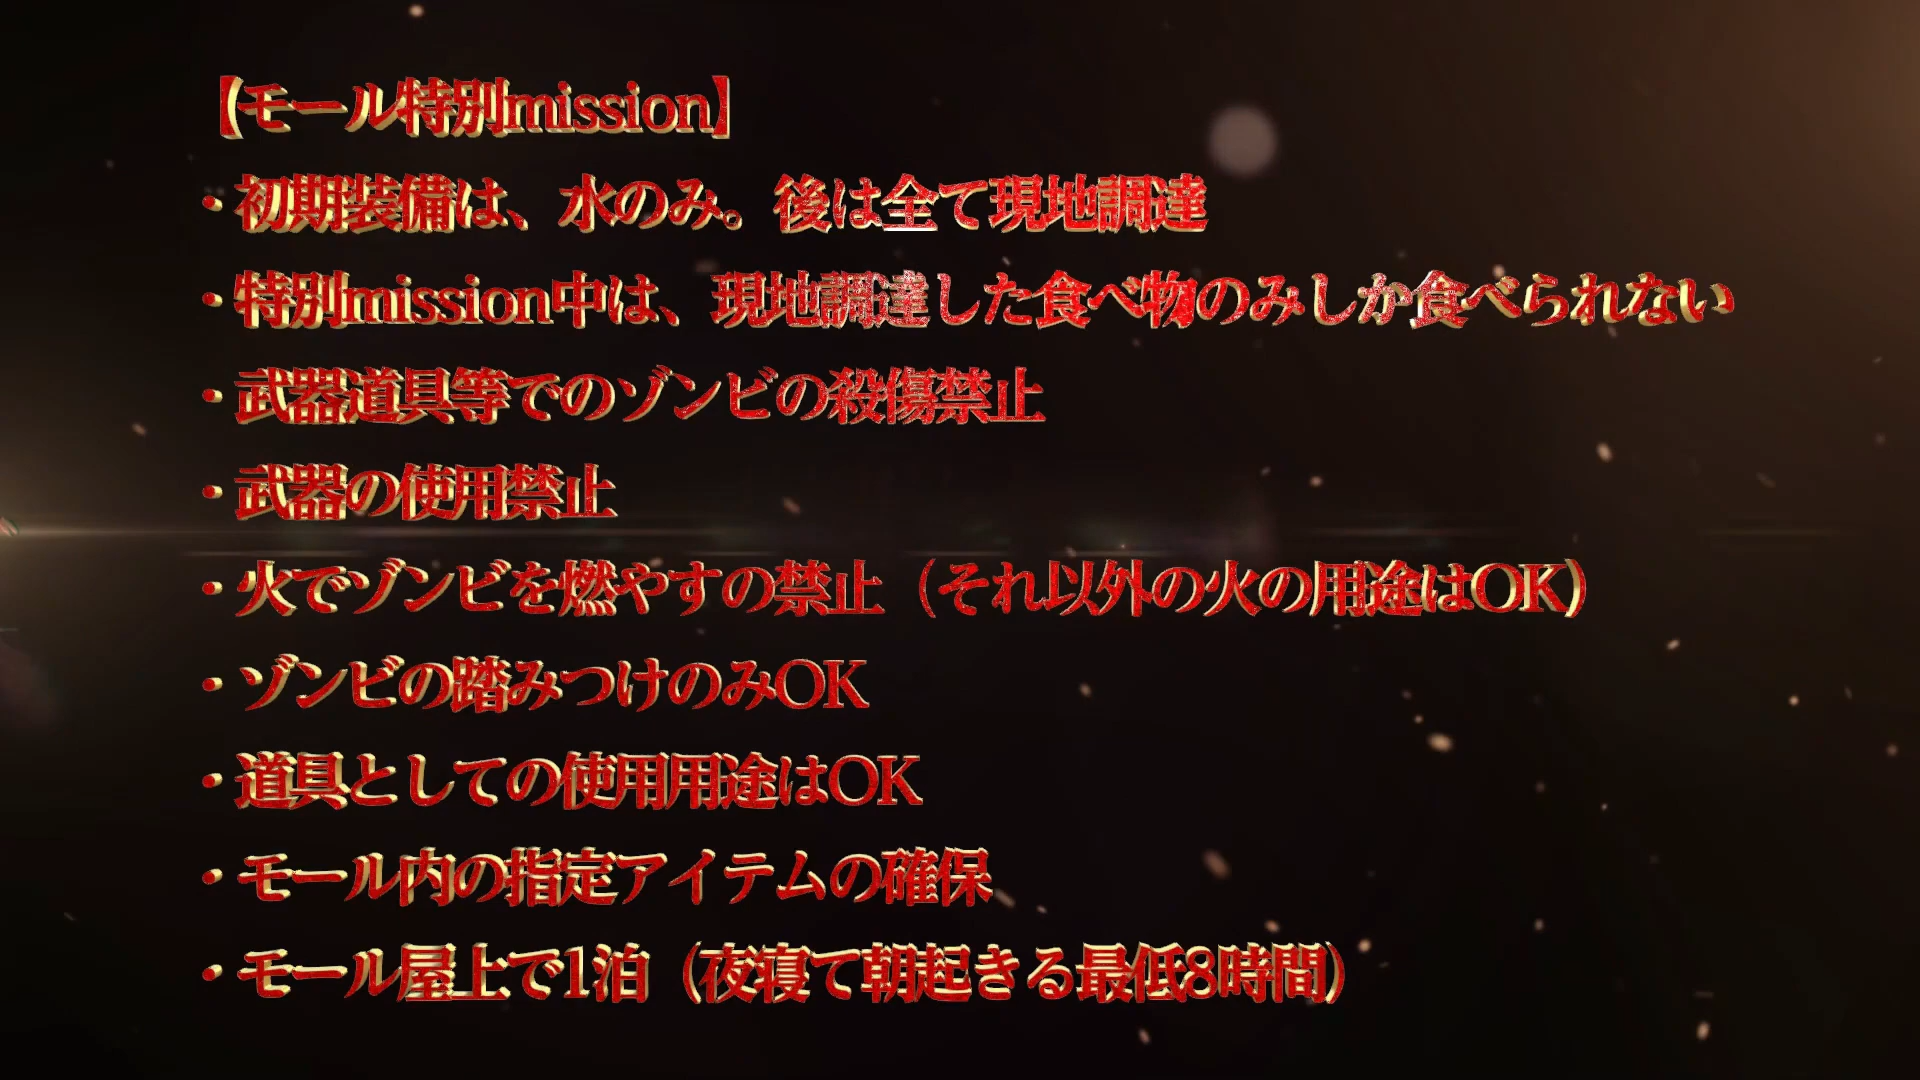 【モール特別mission】
・初期装備は、水のみ。後は全て現地調達
・特別mission中は、現地調達した食べ物のみしか食べられない
・武器道具等でのゾンビの殺傷禁止
・武器の使用禁止
・火でゾンビを燃やすの禁止（それ以外の火の用途はOK）
・ゾンビの踏みつけのみOK
・道具としての使用用途はOK
・モール内の指定アイテムの確保
・モール屋上で1泊（夜寝て朝起きる最低8時間）